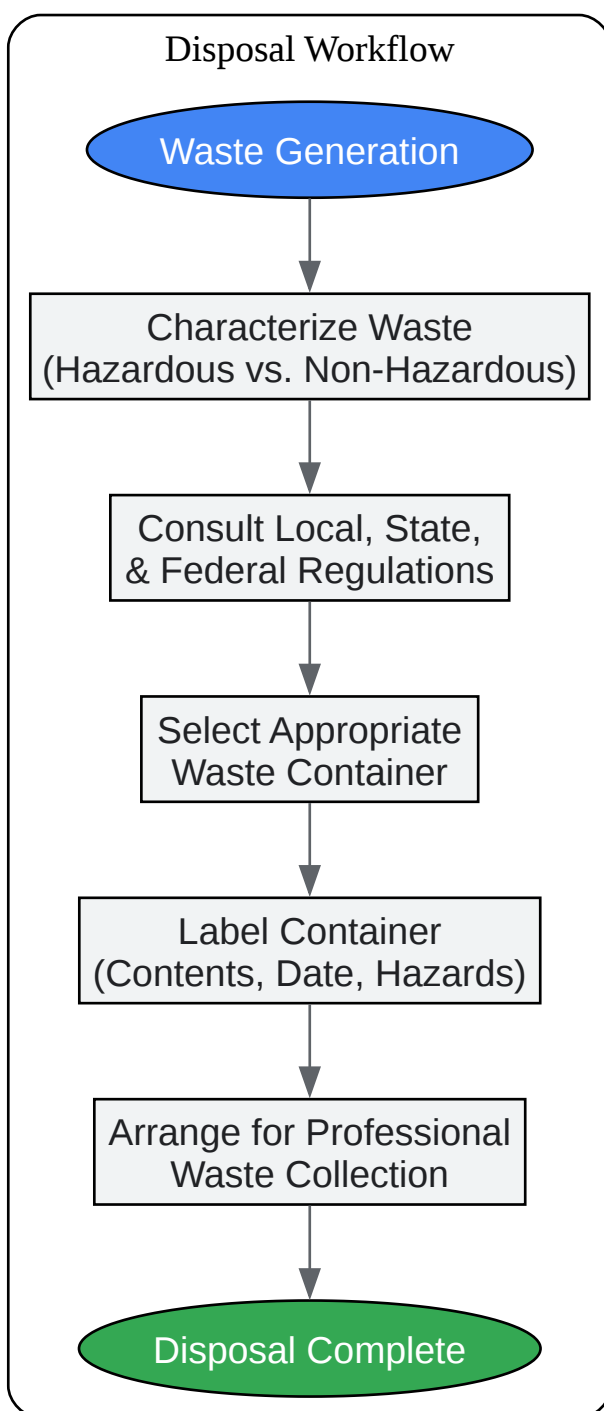 Disposal Workflow
Waste Generation
Characterize Waste
(Hazardous vs. Non-Hazardous)
Consult Local, State,
& Federal Regulations
Select Appropriate
Waste Container
Label Container
(Contents, Date, Hazards)
Arrange for Professional
Waste Collection
Disposal Complete